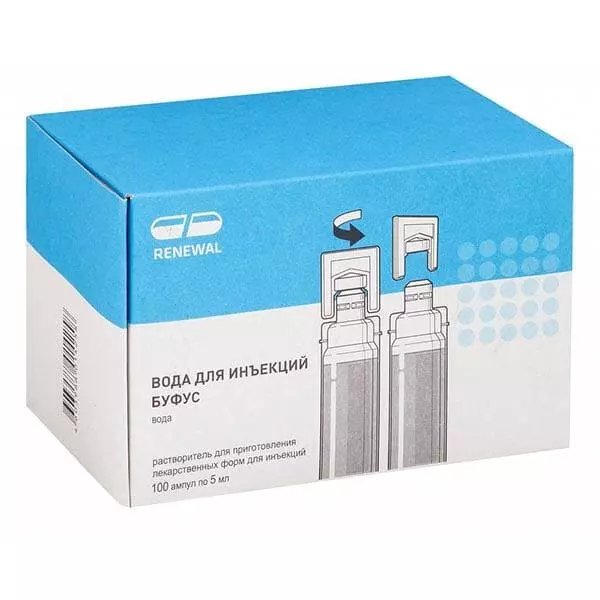 RENEWAL
ВОДА ДЛЯ ИНЪЕКЦИЙ
БУФУС
вода
растворитель для приготовления
лекарственных форм для инъекций
100 ампул по 5 мл